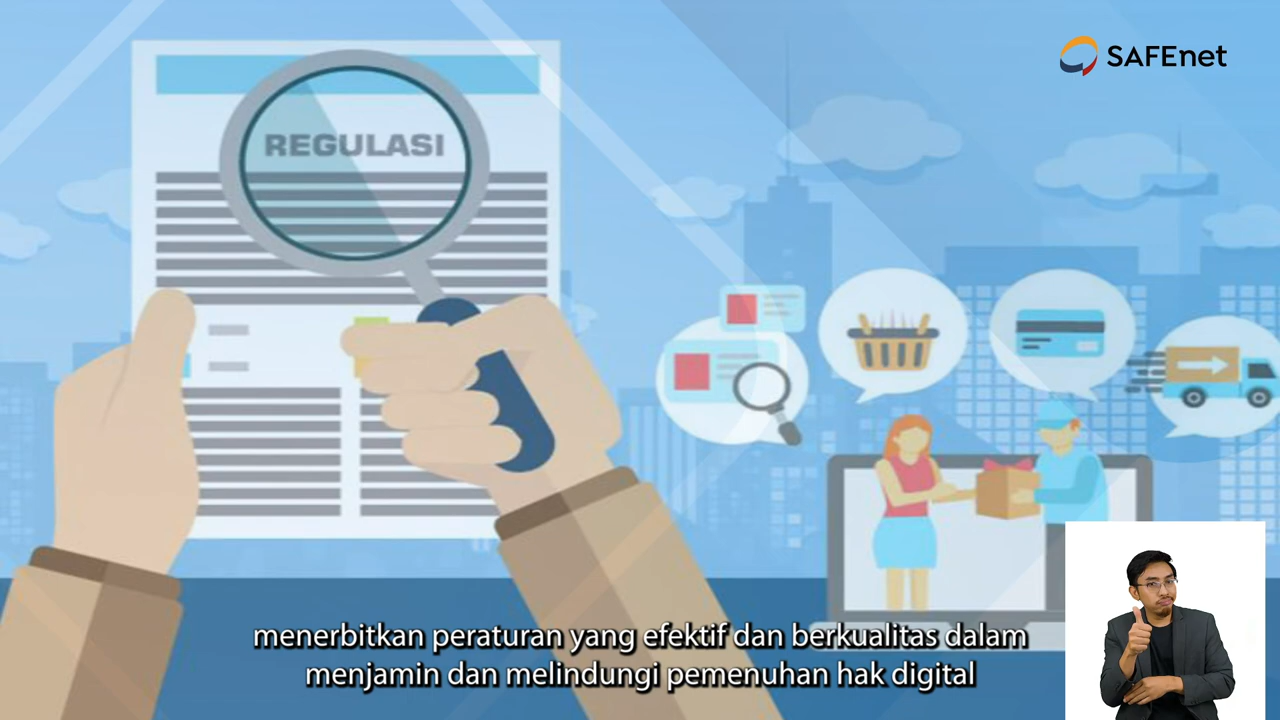 SAFEnet
REGULASI
menerbitkan peraturan yang efektif dan berkualitas dalam
menjamin dan melindungi pemenuhan hak digital